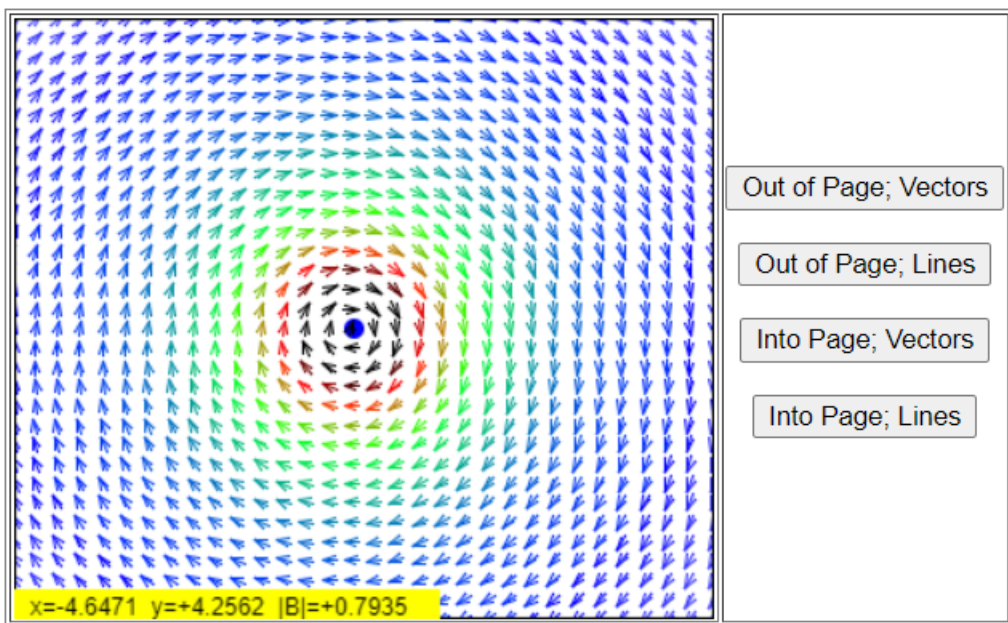 Out of Page; Vectors
Out of Page; Lines
Into Page; Vectors
Into Page; Lines
x=-4.6471 y=+4.2562 |B|=+0.7935